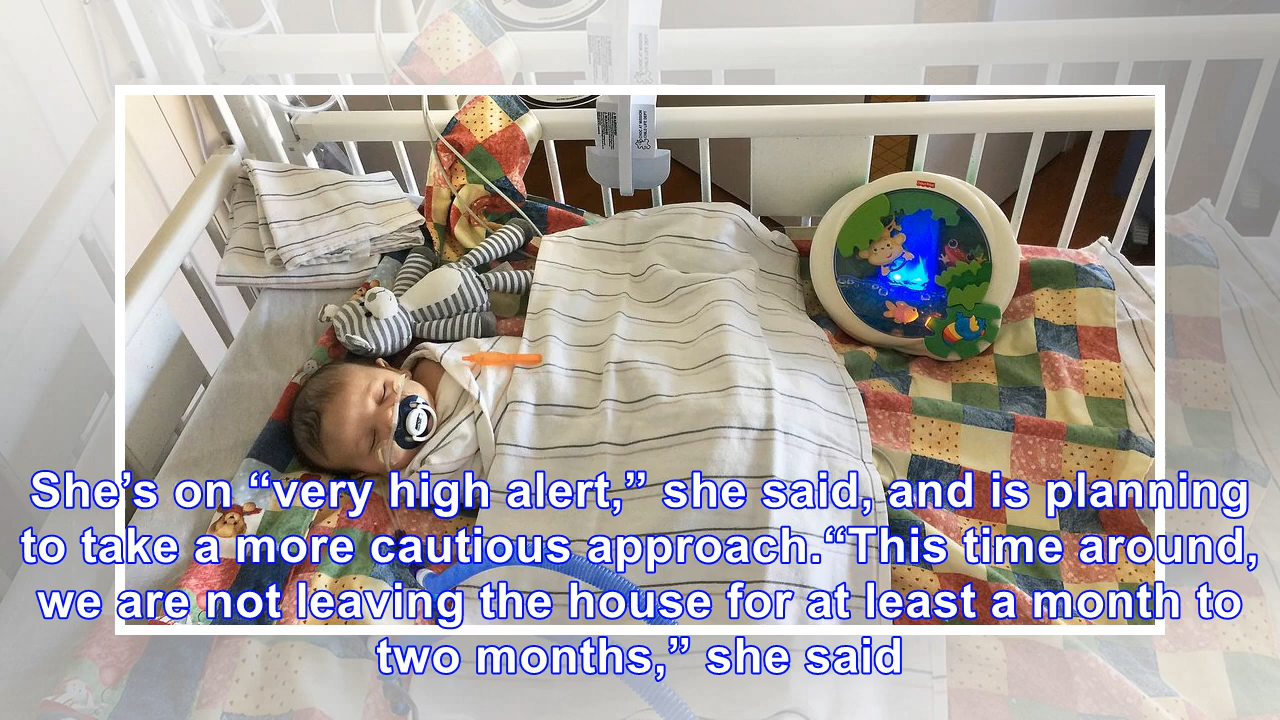 She’s on “very high alert,” she said, and is planning
to take a more cautious approach.“This time around,
we are not leaving the house for at least a month to
two months,” she said